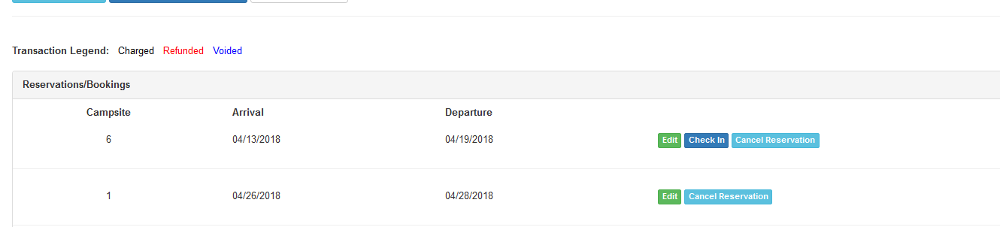 Transaction Legend: Charged Refunded Voided
Reservations/Bookings
Campsite Arrival Departure
6 04/13/2018 04/19/2018 Edit Check In Cancel Reservation
1 04/26/2018 04/28/2018 Edit Cancel Reservation